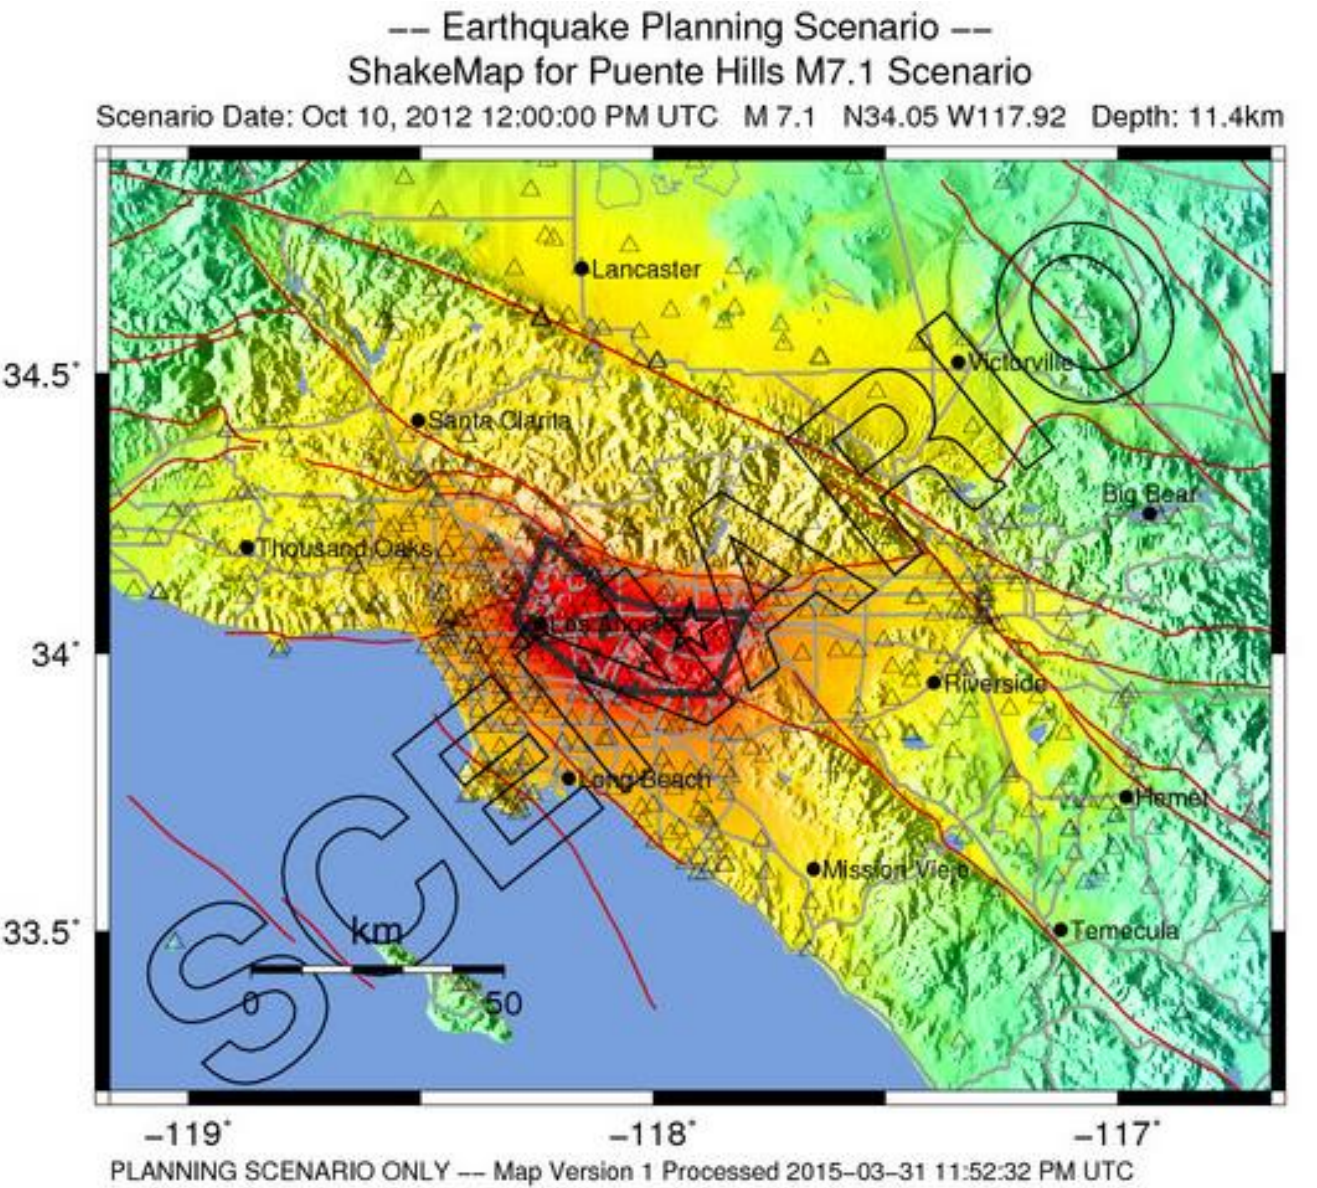 −− Earthquake Planning Scenario −−
ShakeMap for Puente Hills M7.1 Scenario
Scenario Date: Oct 10, 2012 12:00:00 PM UTC M 7.1 N34.05 W117.92 Depth: 11.4km
Lancaster
34.5°
Victorville
Santa Clarita
Big Bear
Thousand Oaks
Los Angeles
34°
Riverside
Long Beach
Hemet
Mission Viejo
33.5°
Temecula
km
0 50
SCENARIO
−119° −118° −117°
PLANNING SCENARIO ONLY −− Map Version 1 Processed 2015−03−31 11:52:32 PM UTC